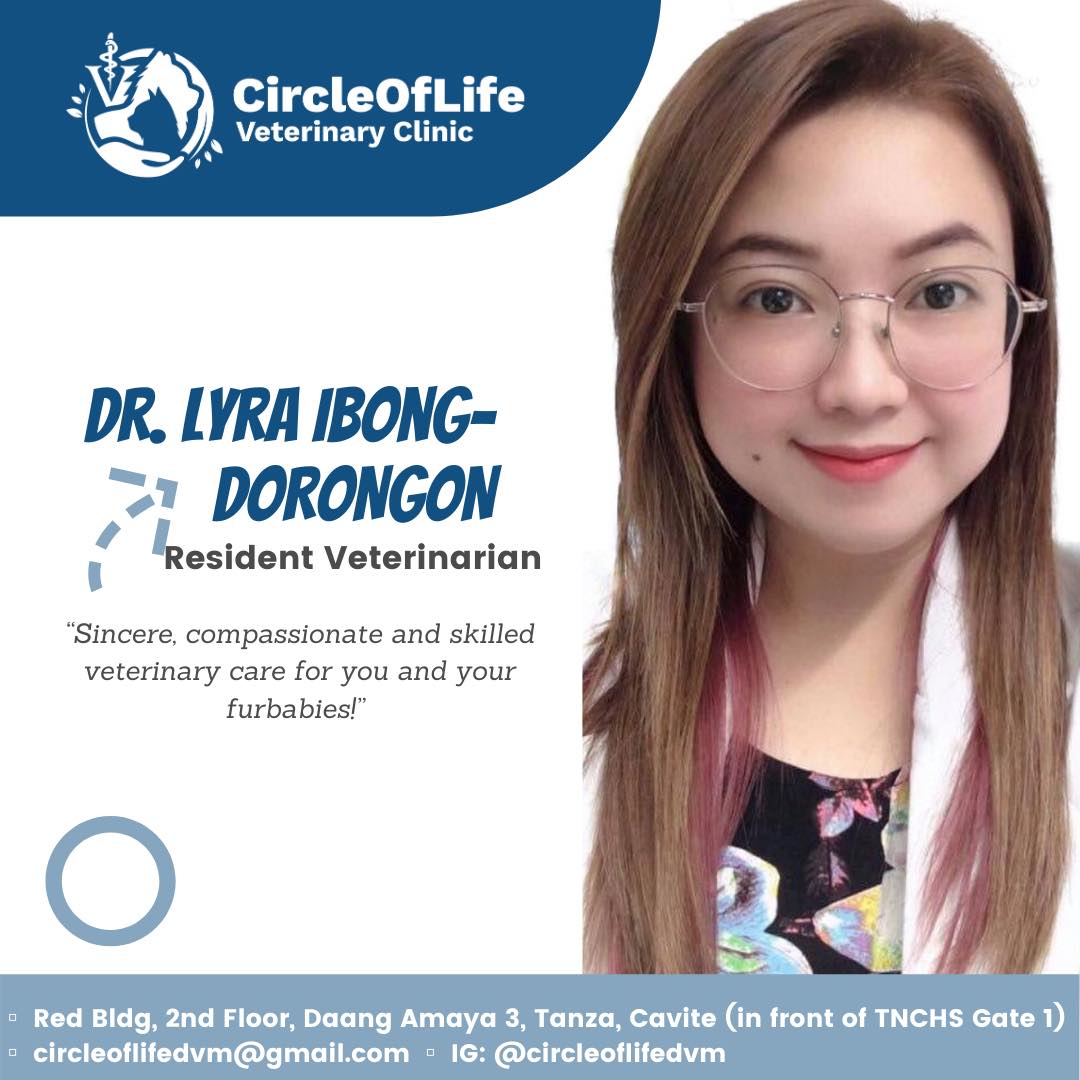 CircleOfLife
Veterinary Clinic
DR. LYRA IBONG-
DORONGON
Resident Veterinarian
“Sincere, compassionate and skilled
veterinary care for you and your
furbabies!”
▫ Red Bldg, 2nd Floor, Daang Amaya 3, Tanza, Cavite (in front of TNCHS Gate 1)
▫ circleoflifedvm@gmail.com ▫ IG: @circleoflifedvm